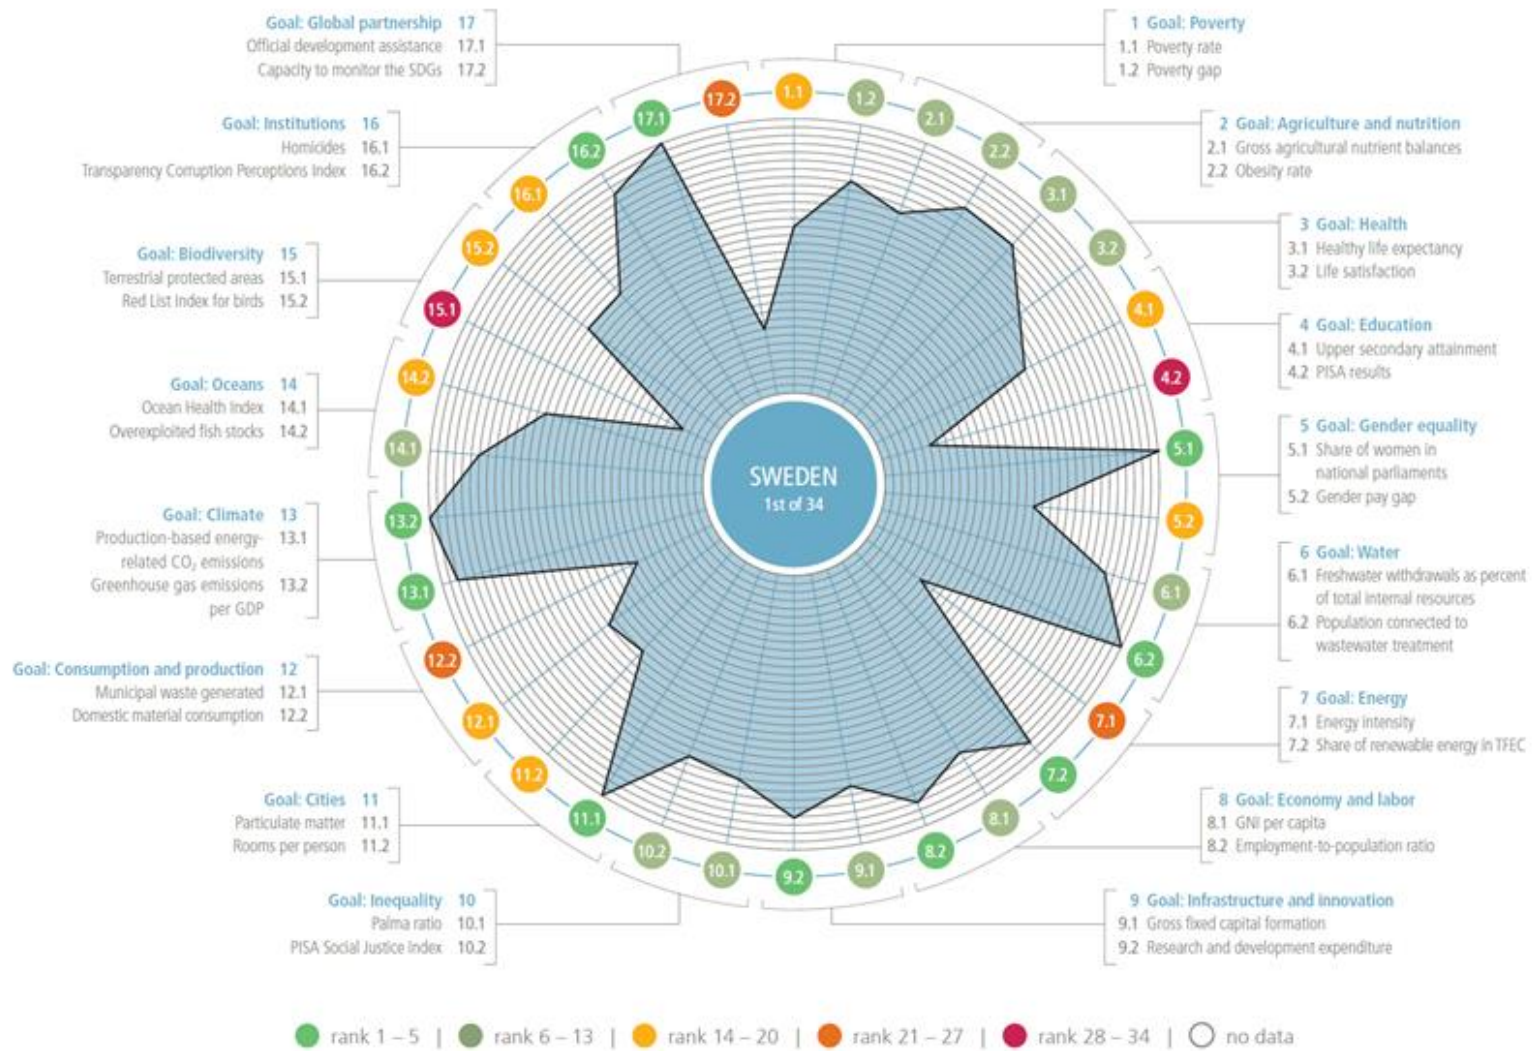 Goal: Global partnership 17
Official development assistance 17.1
Capacity to monitor the SDGs 17.2
1 Goal: Poverty
1.1 Poverty rate
1.2 Poverty gap
Goal: Institutions 16
Homicides 16.1
Transparency Corruption Perceptions Index 16.2
2 Goal: Agriculture and nutrition
2.1 Gross agricultural nutrient balances
2.2 Obesity rate
Goal: Biodiversity 15
Terrestrial protected areas 15.1
Red List Index for birds 15.2
3 Goal: Health
3.1 Healthy life expectancy
3.2 Life satisfaction
Goal: Oceans 14
Ocean Health Index 14.1
Overexploited fish stocks 14.2
4 Goal: Education
4.1 Upper secondary attainment
4.2 PISA results
Goal: Climate 13
Production-based energy- 13.1
related CO₂ emissions
Greenhouse gas emissions 13.2
per GDP
5 Goal: Gender equality
5.1 Share of women in
national parliaments
5.2 Gender pay gap
Goal: Consumption and production 12
Municipal waste generated 12.1
Domestic material consumption 12.2
6 Goal: Water
6.1 Freshwater withdrawals as percent
of total internal resources
6.2 Population connected to
wastewater treatment
Goal: Cities 11
Particulate matter 11.1
Rooms per person 11.2
7 Goal: Energy
7.1 Energy intensity
7.2 Share of renewable energy in TFEC
Goal: Inequality 10
Palma ratio 10.1
PISA Social Justice Index 10.2
8 Goal: Economy and labor
8.1 GNI per capita
8.2 Employment-to-population ratio
9 Goal: Infrastructure and innovation
9.1 Gross fixed capital formation
9.2 Research and development expenditure
1.1
1.2
2.1
2.2
3.1
3.2
4.1
4.2
5.1
5.2
6.1
6.2
7.1
7.2
8.1
8.2
9.1
9.2
10.1
10.2
11.1
11.2
12.1
12.2
13.1
13.2
14.1
14.2
15.1
15.2
16.1
16.2
17.1
17.2
SWEDEN
1st of 34
rank 1 – 5 | rank 6 – 13 | rank 14 – 20 | rank 21 – 27 | rank 28 – 34 | no data